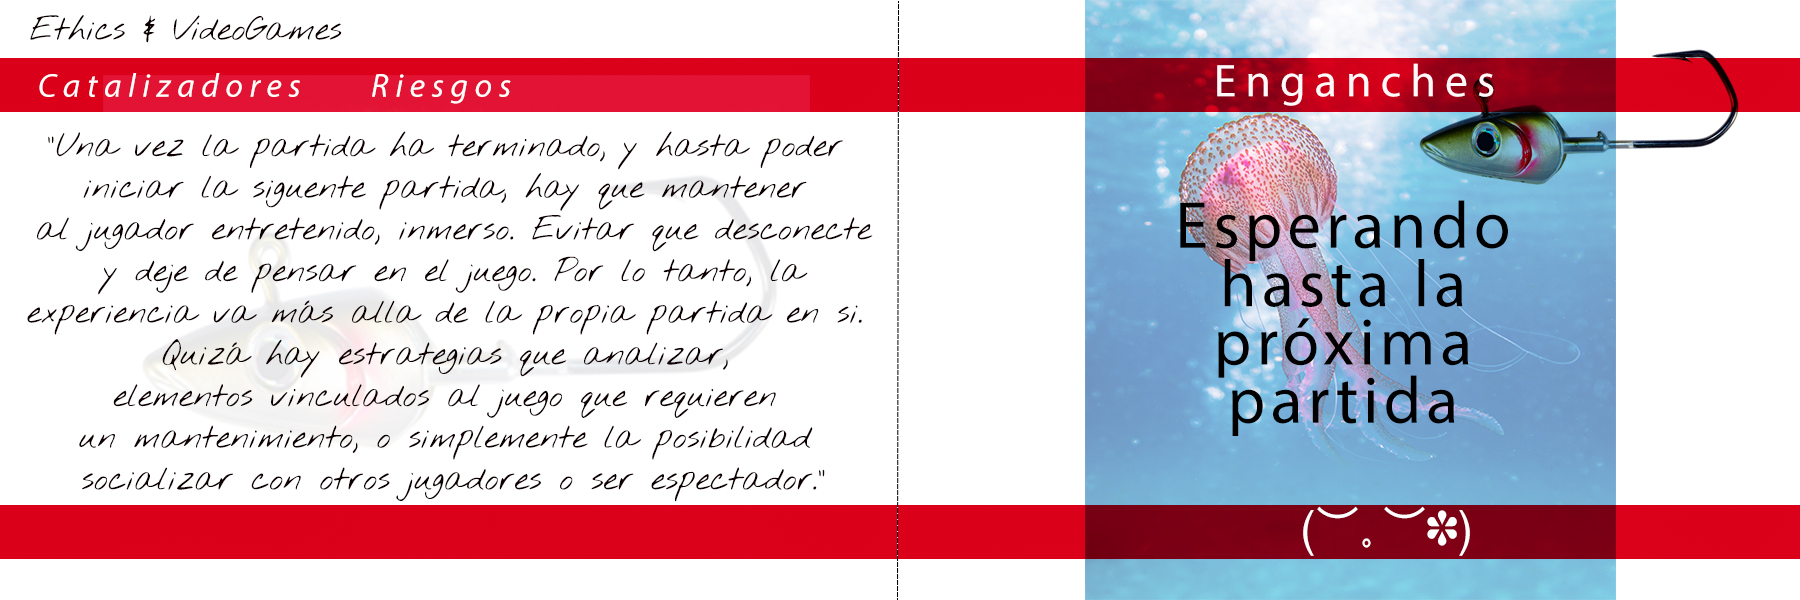 Ethics & VideoGames
Catalizadores Riesgos
"Una vez la partida ha terminado, y hasta poder
iniciar la siguente partida, hay que mantener
al jugador entretenido, inmerso. Evitar que desconecte
y deje de pensar en el juego. Por lo tanto, la
experiencia va más alla de la propia partida en si.
Quizá hay estrategias que analizar,
elementos vinculados al juego que requieren
un mantenimiento, o simplemente la posibilidad
socializar con otros jugadores o ser espectador."
Enganches
Esperando
hasta la
próxima
partida
(︶｡︶✽)